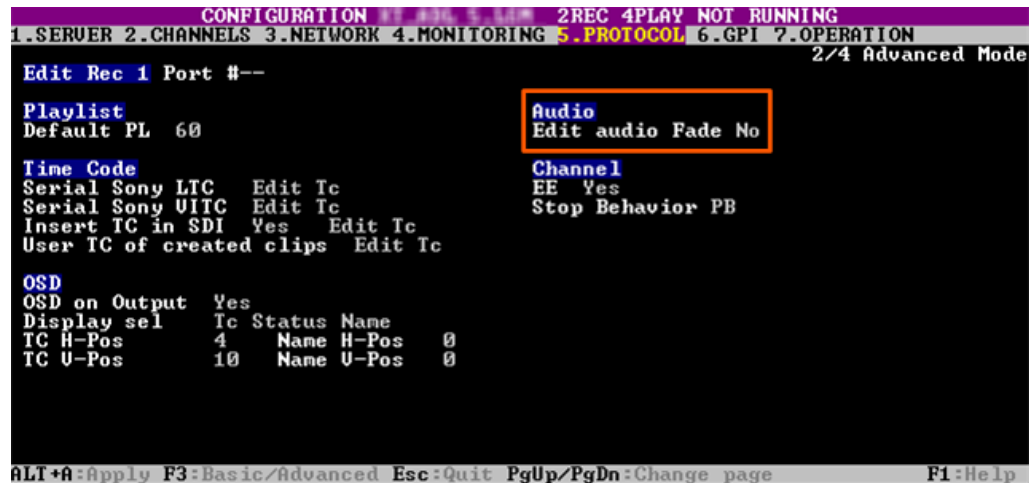 CONFIGURATION 2REC 4PLAY NOT RUNNING
1.SERVER 2.CHANNELS 3.NETWORK 4.MONITORING 5.PROTOCOL 6.GPI 7.OPERATION
2/4 Advanced Mode
Edit Rec 1 Port #--
Playlist
Default PL 60
Audio
Edit audio Fade No
Time Code
Serial Sony LTC Edit Tc
Serial Sony VITC Edit Tc
Insert TC in SDI Yes Edit Tc
User TC of created clips Edit Tc
Channel
EE Yes
Stop Behavior PB
OSD
OSD on Output Yes
Display sel Tc Status Name
TC H-Pos 4 Name H-Pos 0
TC V-Pos 10 Name V-Pos 0
ALT+A:Apply F3:Basic/Advanced Esc:Quit PgUp/PgDn:Change page F1:Help